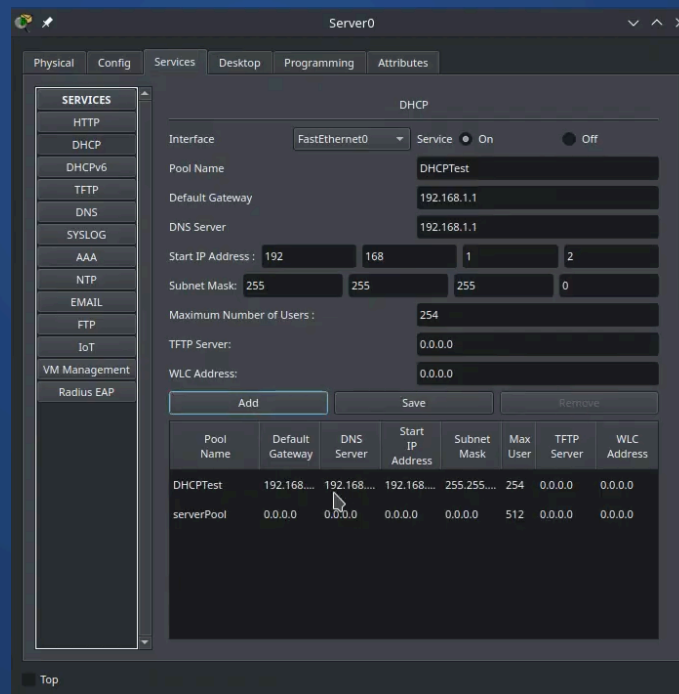 Server0
Physical Config Services Desktop Programming Attributes
SERVICES
HTTP
DHCP
DHCPv6
TFTP
DNS
SYSLOG
AAA
NTP
EMAIL
FTP
IoT
VM Management
Radius EAP
DHCP
Interface FastEthernet0 Service On Off
Pool Name DHCPTest
Default Gateway 192.168.1.1
DNS Server 192.168.1.1
Start IP Address : 192 168 1 2
Subnet Mask: 255 255 255 0
Maximum Number of Users : 254
TFTP Server: 0.0.0.0
WLC Address: 0.0.0.0
Add Save Remove
Pool Name Default Gateway DNS Server Start IP Address Subnet Mask Max User TFTP Server WLC Address
DHCPTest 192.168.... 192.168.... 192.168.... 255.255.... 254 0.0.0.0 0.0.0.0
serverPool 0.0.0.0 0.0.0.0 0.0.0.0 0.0.0.0 512 0.0.0.0 0.0.0.0
Top